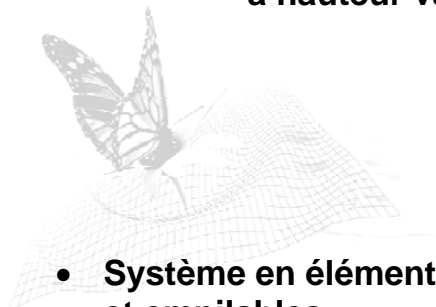 à hauteur v
• Système en élément
et empilables